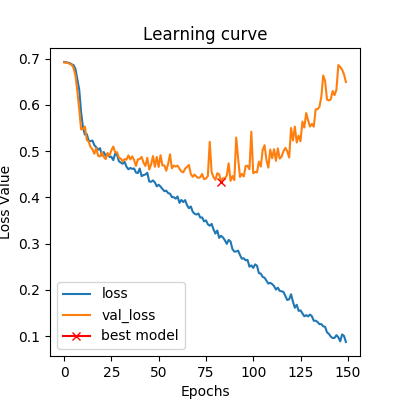 Learning curve
0.7
0.6
0.5
0.4
0.3
0.2
0.1
Loss Value
loss
val_loss
best model
0 25 50 75 100 125 150
Epochs